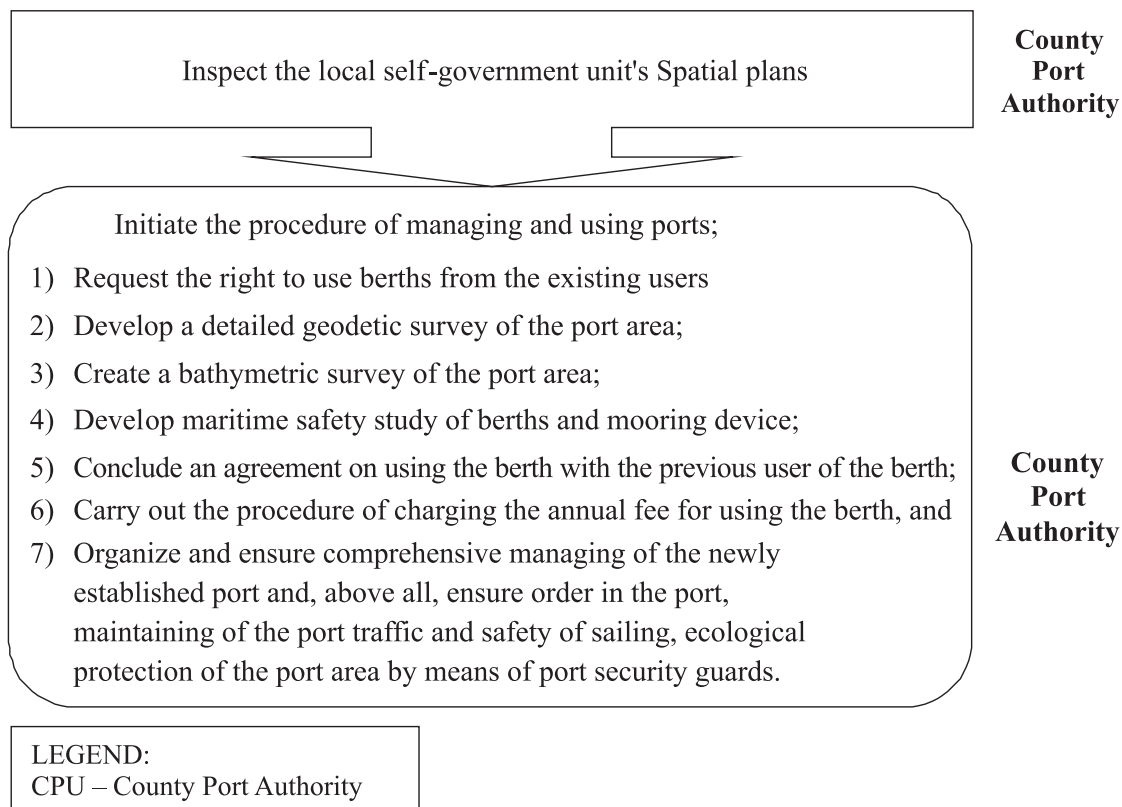 Inspect the local self-government unit's Spatial plans
County
Port
Authority
Initiate the procedure of managing and using ports;
1) Request the right to use berths from the existing users
2) Develop a detailed geodetic survey of the port area;
3) Create a bathymetric survey of the port area;
4) Develop maritime safety study of berths and mooring device;
5) Conclude an agreement on using the berth with the previous user of the berth;
6) Carry out the procedure of charging the annual fee for using the berth, and
7) Organize and ensure comprehensive managing of the newly
established port and, above all, ensure order in the port,
maintaining of the port traffic and safety of sailing, ecological
protection of the port area by means of port security guards.
County
Port
Authority
LEGEND:
CPU – County Port Authority